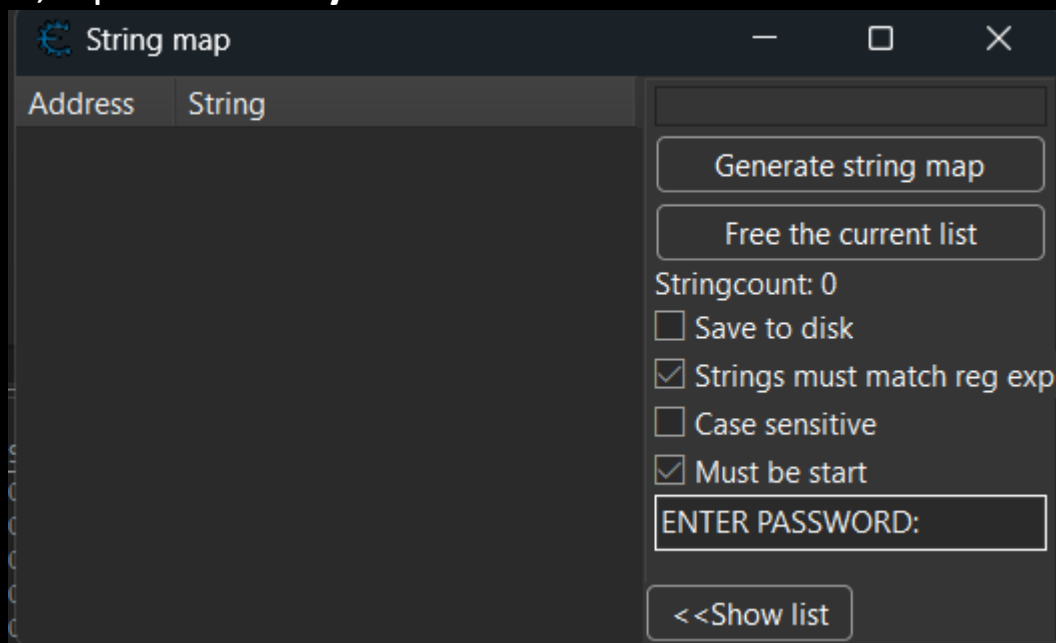 String map
Address String
Generate string map
Free the current list
Stringcount: 0
Save to disk
Strings must match reg exp
Case sensitive
Must be start
ENTER PASSWORD:
<<Show list